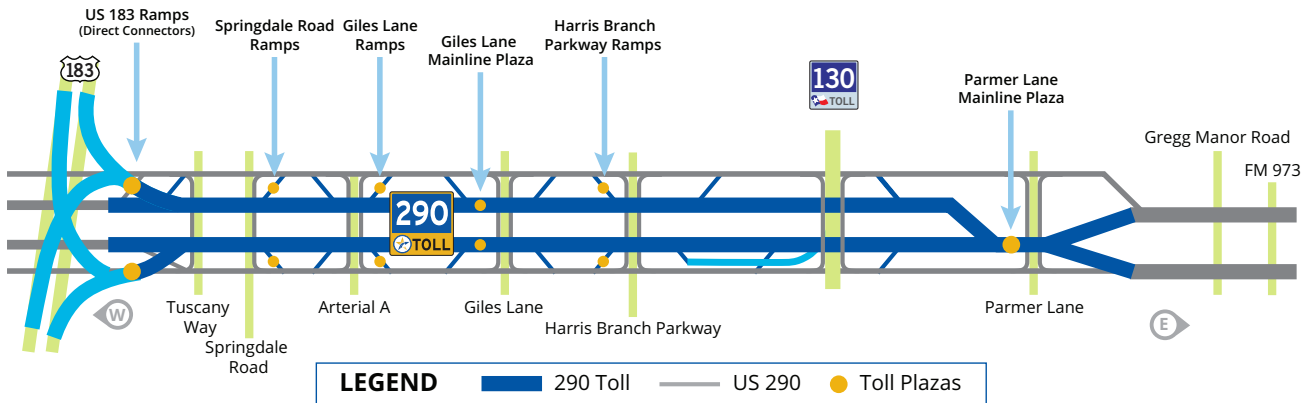 US 183 Ramps
(Direct Connectors)
Springdale Road
Ramps
Giles Lane
Ramps
Giles Lane
Mainline Plaza
Harris Branch
Parkway Ramps
183
130
TOLL
Parmer Lane
Mainline Plaza
Gregg Manor Road
FM 973
290
TOLL
W
Tuscany
Way
Springdale
Road
Arterial A
Giles Lane
Harris Branch Parkway
Parmer Lane
E
LEGEND 290 Toll US 290 Toll Plazas